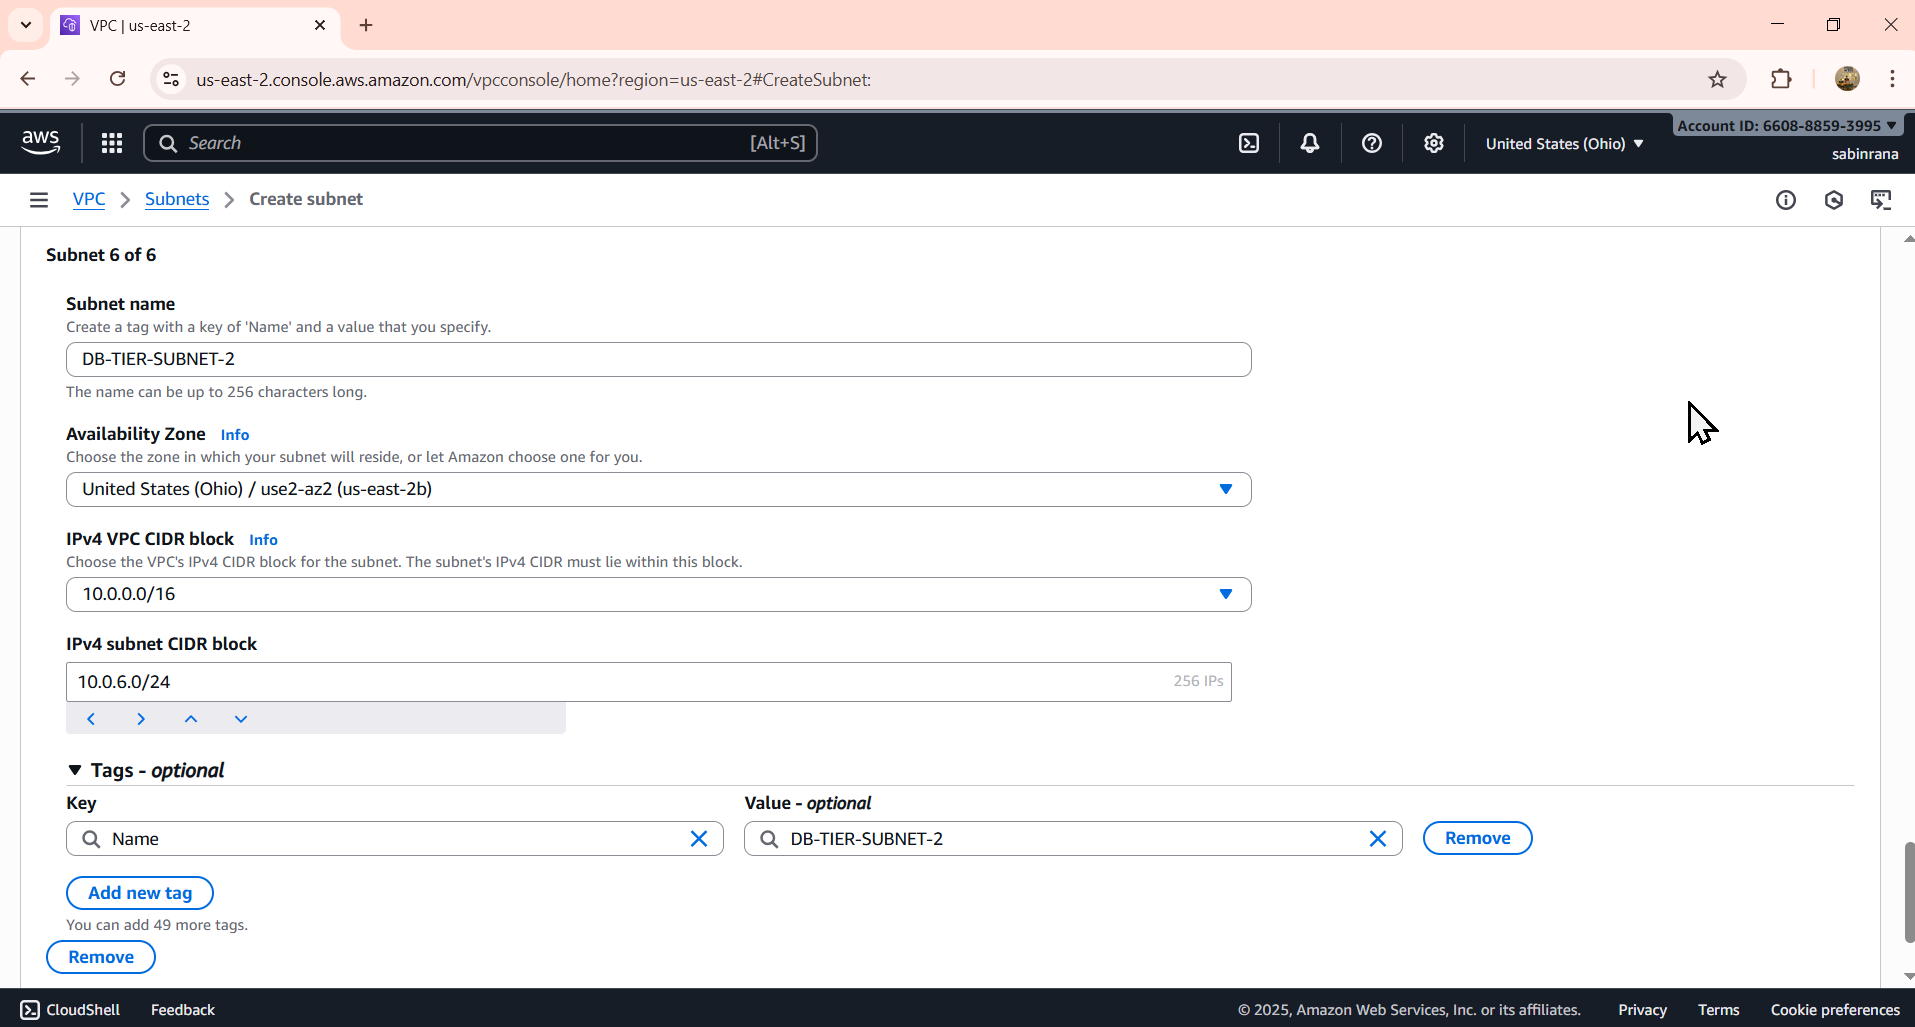 VPC | us-east-2
us-east-2.console.aws.amazon.com/vpcconsole/home?region=us-east-2#CreateSubnet:
aws
Search
[Alt+S]
United States (Ohio)
Account ID: 6608-8859-3995
sabinrana
VPC
Subnets
Create subnet
Subnet 6 of 6
Subnet name
Create a tag with a key of 'Name' and a value that you specify.
DB-TIER-SUBNET-2
The name can be up to 256 characters long.
Availability Zone Info
Choose the zone in which your subnet will reside, or let Amazon choose one for you.
United States (Ohio) / use2-az2 (us-east-2b)
IPv4 VPC CIDR block Info
Choose the VPC's IPv4 CIDR block for the subnet. The subnet's IPv4 CIDR must lie within this block.
10.0.0.0/16
IPv4 subnet CIDR block
10.0.6.0/24
256 IPs
Tags - optional
Key
Value - optional
Name
DB-TIER-SUBNET-2
Remove
Add new tag
You can add 49 more tags.
Remove
CloudShell
Feedback
© 2025, Amazon Web Services, Inc. or its affiliates.
Privacy
Terms
Cookie preferences